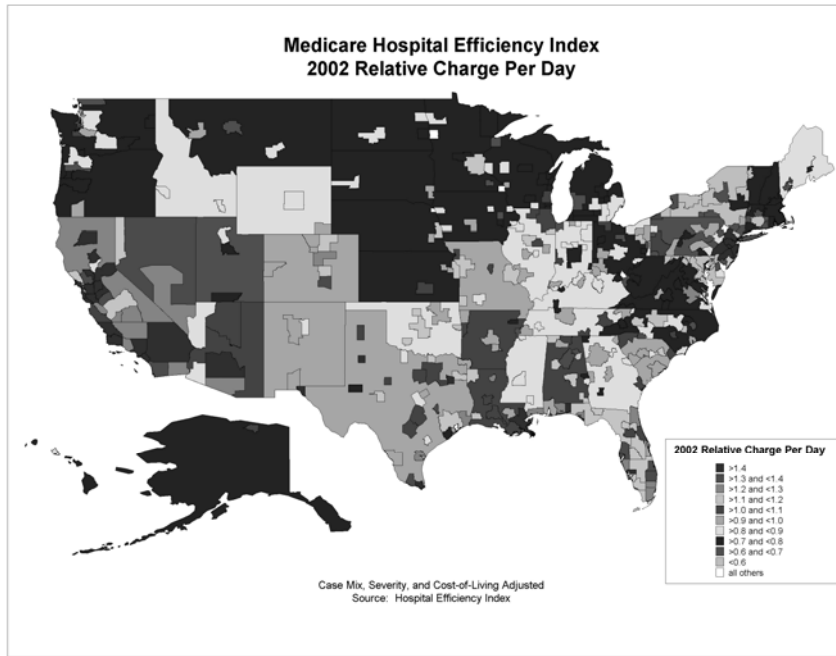 Medicare Hospital Efficiency Index
2002 Relative Charge Per Day
2002 Relative Charge Per Day
>1.4
>1.3 and <1.4
>1.2 and <1.3
>1.1 and <1.2
>1.0 and <1.1
>0.9 and <1.0
>0.8 and <0.9
>0.7 and <0.8
>0.6 and <0.7
<0.6
all others
Case Mix, Severity, and Cost-of-Living Adjusted
Source: Hospital Efficiency Index